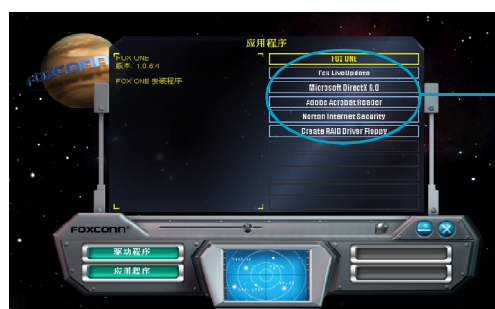 应用程序
FOX ONE
版本: 1.0.6.4
FOX ONE 安装程序
FOX ONE
Fox LiveUpdate
Microsoft DirectX 9.0
Adobe Acrobat Reader
Norton Internet Security
Create RAID Driver Floppy
FOXCONN
FOXCONN
驱动程序
应用程序